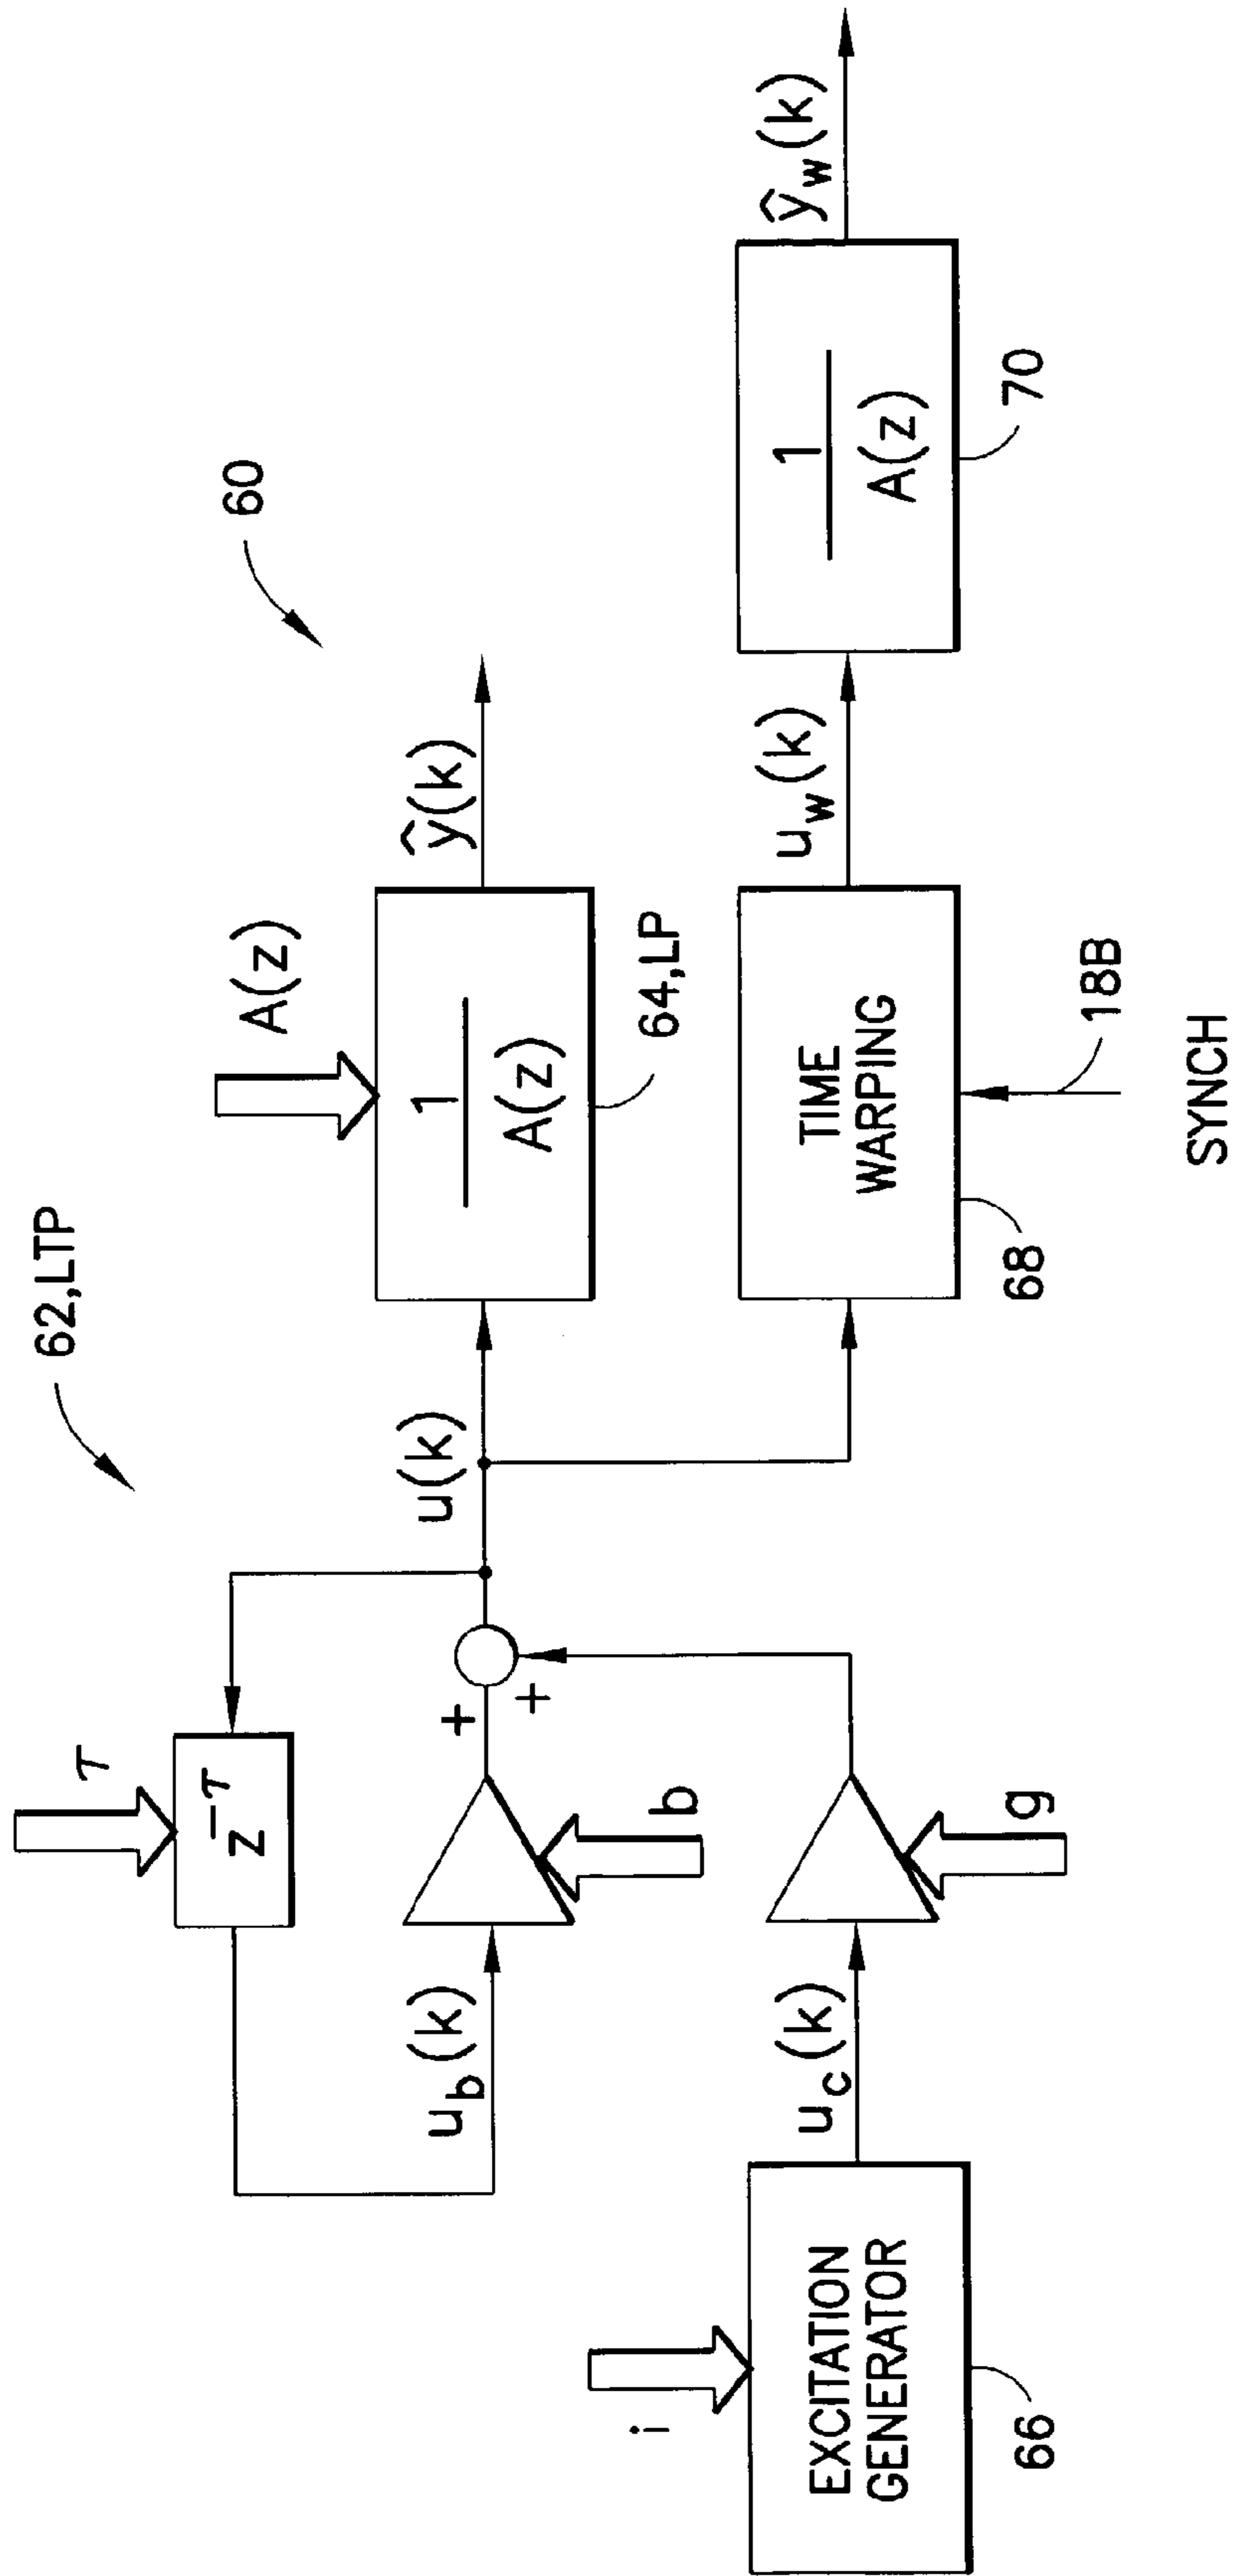 62,LTP
60
τ
z^-τ
A(z)
u_b(k)
b
+
+
u(k)
1
A(z)
ŷ(k)
64,LP
i
EXCITATION
GENERATOR
66
u_c(k)
g
TIME
WARPING
68
18B
SYNCH
u_w(k)
1
A(z)
70
ŷ_w(k)